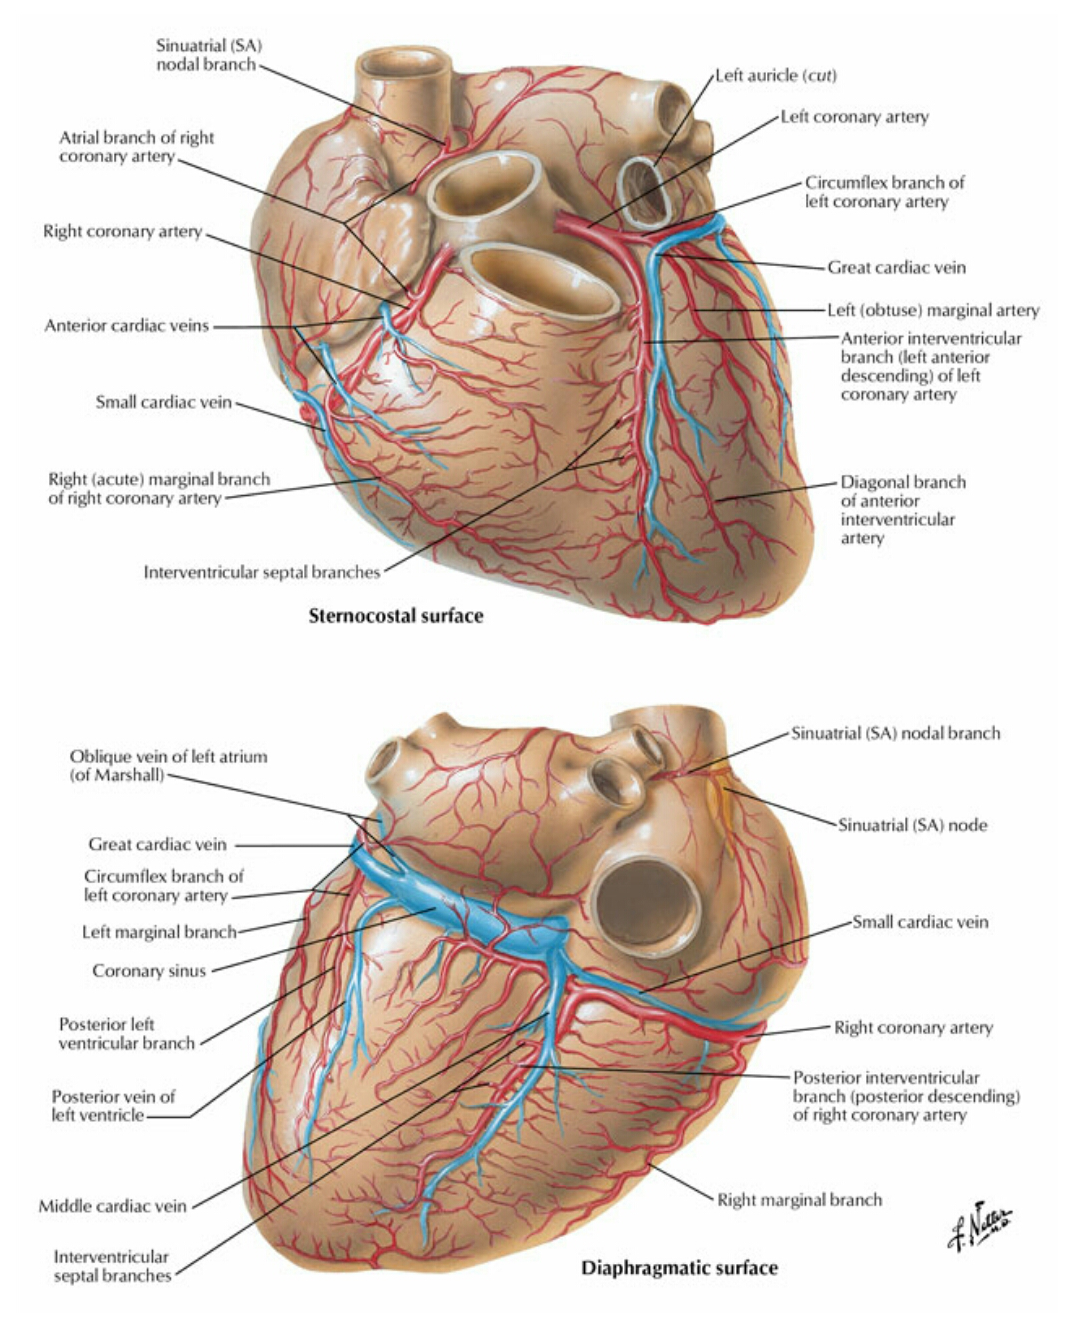 Sinuatrial (SA)
nodal branch
Atrial branch of right
coronary artery
Right coronary artery
Anterior cardiac veins
Small cardiac vein
Right (acute) marginal branch
of right coronary artery
Interventricular septal branches
Left auricle (cut)
Left coronary artery
Circumflex branch of
left coronary artery
Great cardiac vein
Left (obtuse) marginal artery
Anterior interventricular
branch (left anterior
descending) of left
coronary artery
Diagonal branch
of anterior
interventricular
artery
Sternocostal surface
Oblique vein of left atrium
(of Marshall)
Great cardiac vein
Circumflex branch of
left coronary artery
Left marginal branch
Coronary sinus
Posterior left
ventricular branch
Posterior vein of
left ventricle
Middle cardiac vein
Interventricular
septal branches
Sinuatrial (SA) nodal branch
Sinuatrial (SA) node
Small cardiac vein
Right coronary artery
Posterior interventricular
branch (posterior descending)
of right coronary artery
Right marginal branch
Diaphragmatic surface
F. Netter
M.D.